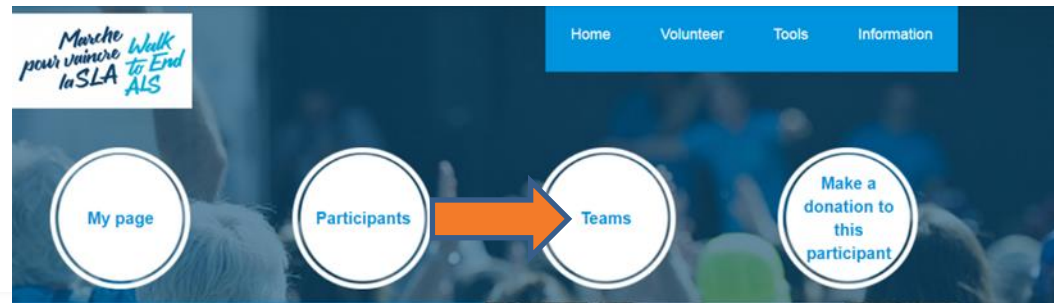 Marche
pour vaincre
la SLA
Walk
to End
ALS
Home Volunteer Tools Information
My page
Participants
Teams
Make a
donation to
this
participant